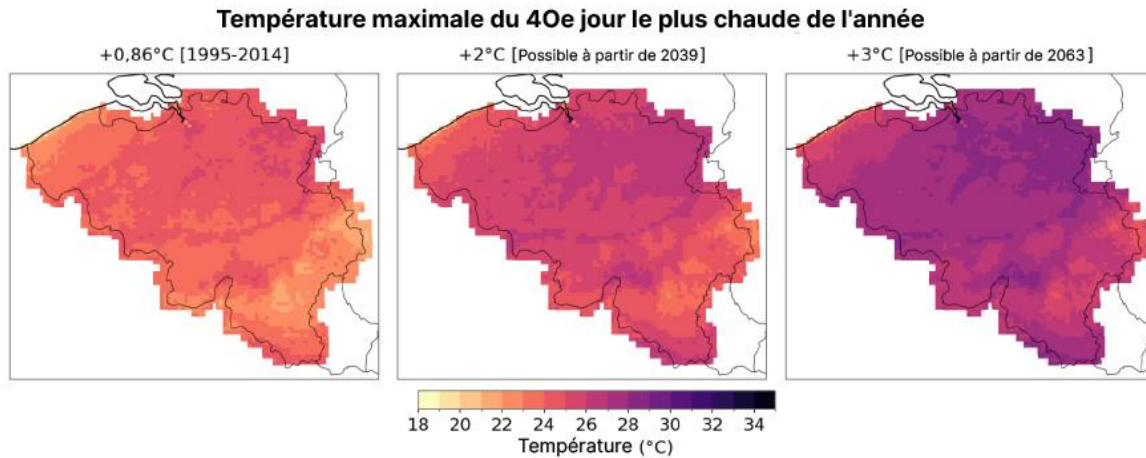 Température maximale du 4Oe jour le plus chaude de l'année
+0,86°C [1995-2014]
+2°C [Possible à partir de 2039]
+3°C [Possible à partir de 2063]
18 20 22 24 26 28 30 32 34
Température (°C)